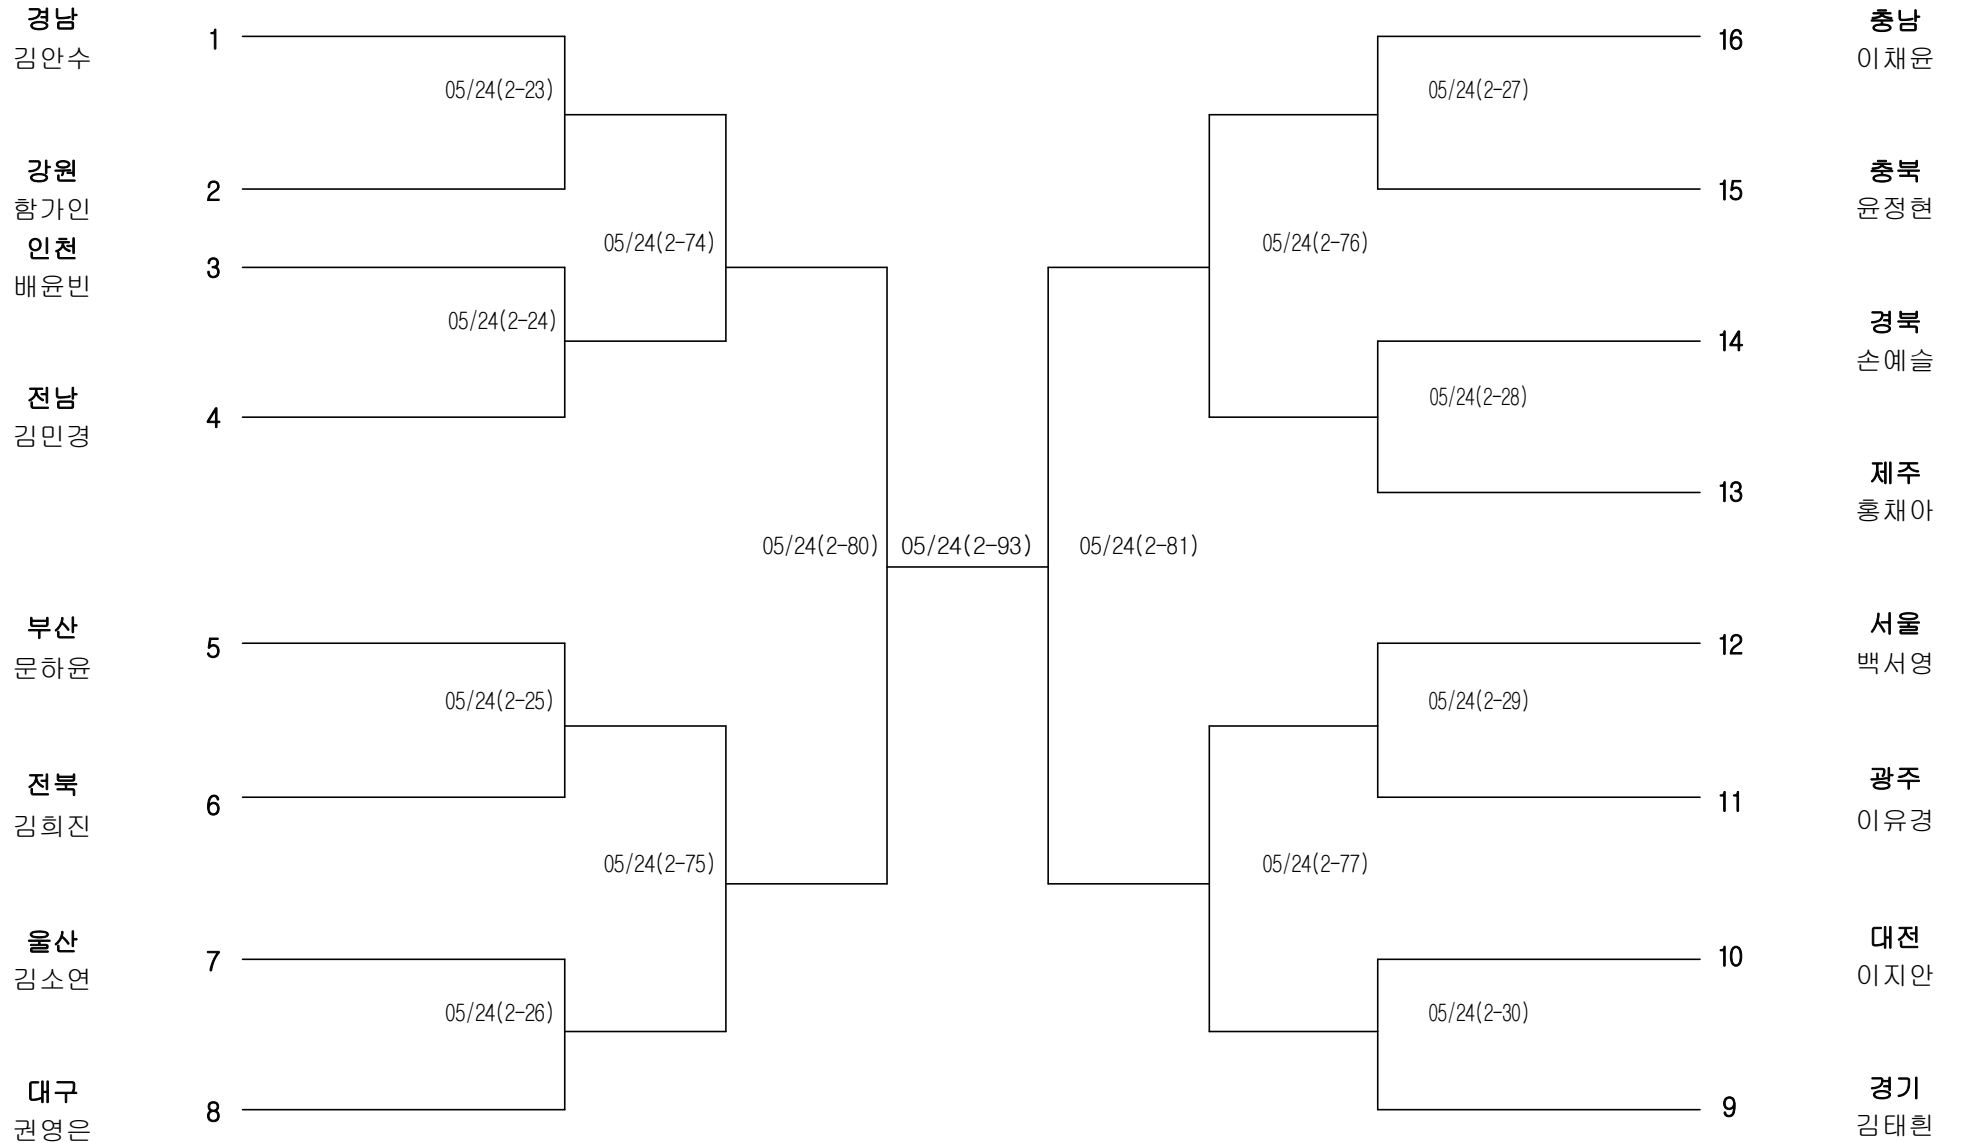 경남
김안수
1
05/24(2-23)
강원
함가인
2
인천
배윤빈
3
05/24(2-74)
05/24(2-24)
전남
김민경
4
05/24(2-80)
부산
문하윤
5
05/24(2-25)
전북
김희진
6
05/24(2-75)
울산
김소연
7
05/24(2-26)
대구
권영은
8
05/24(2-93)
충남
이채윤
16
05/24(2-27)
충북
윤정현
15
05/24(2-76)
경북
손예슬
14
05/24(2-28)
제주
홍채아
13
05/24(2-81)
서울
백서영
12
05/24(2-29)
광주
이유경
11
05/24(2-77)
대전
이지안
10
05/24(2-30)
경기
김태흰
9